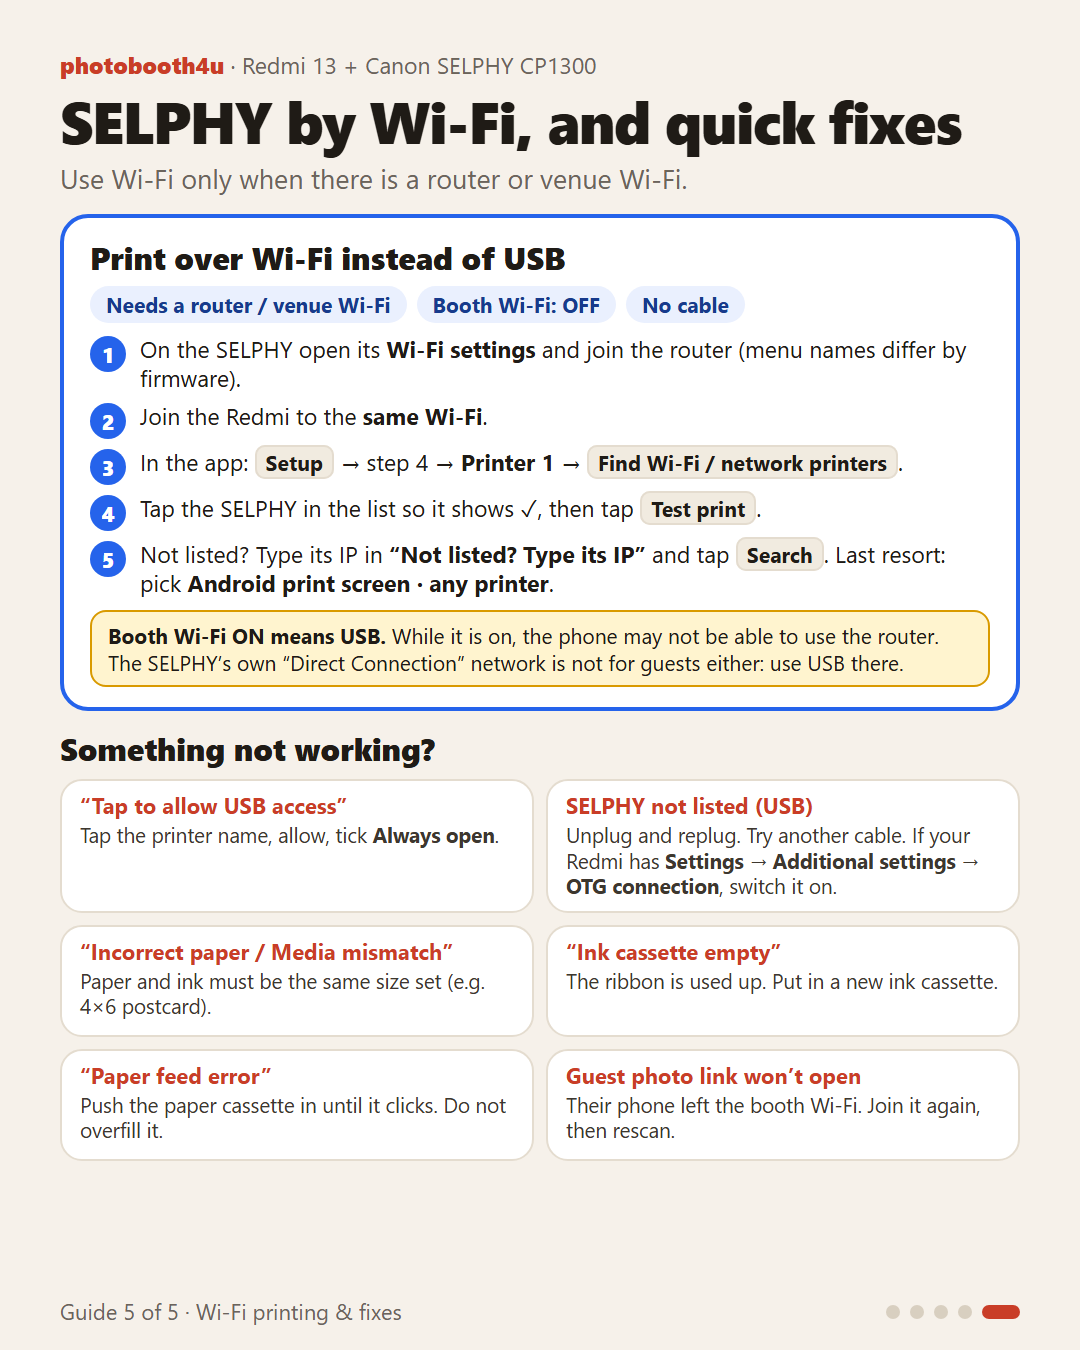 photobooth4u · Redmi 13 + Canon SELPHY CP1300
SELPHY by Wi-Fi, and quick fixes
Use Wi-Fi only when there is a router or venue Wi-Fi.
Print over Wi-Fi instead of USB
Needs a router / venue Wi-Fi Booth Wi-Fi: OFF No cable
1 On the SELPHY open its Wi-Fi settings and join the router (menu names differ by
firmware).
2 Join the Redmi to the same Wi-Fi.
3 In the app: Setup → step 4 → Printer 1 → Find Wi-Fi / network printers.
4 Tap the SELPHY in the list so it shows ✓, then tap Test print.
5 Not listed? Type its IP in “Not listed? Type its IP” and tap Search. Last resort:
pick Android print screen · any printer.
Booth Wi-Fi ON means USB. While it is on, the phone may not be able to use the router.
The SELPHY’s own “Direct Connection” network is not for guests either: use USB there.
Something not working?
“Tap to allow USB access”
Tap the printer name, allow, tick Always open.
SELPHY not listed (USB)
Unplug and replug. Try another cable. If your
Redmi has Settings → Additional settings →
OTG connection, switch it on.
“Incorrect paper / Media mismatch”
Paper and ink must be the same size set (e.g.
4×6 postcard).
“Ink cassette empty”
The ribbon is used up. Put in a new ink cassette.
“Paper feed error”
Push the paper cassette in until it clicks. Do not
overfill it.
Guest photo link won’t open
Their phone left the booth Wi-Fi. Join it again,
then rescan.
Guide 5 of 5 · Wi-Fi printing & fixes